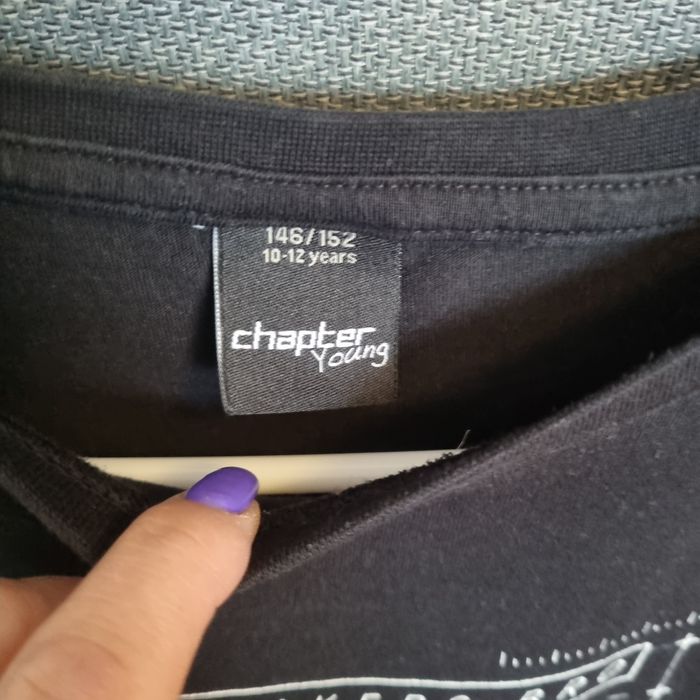 146/152
10-12 years
chapter
Young